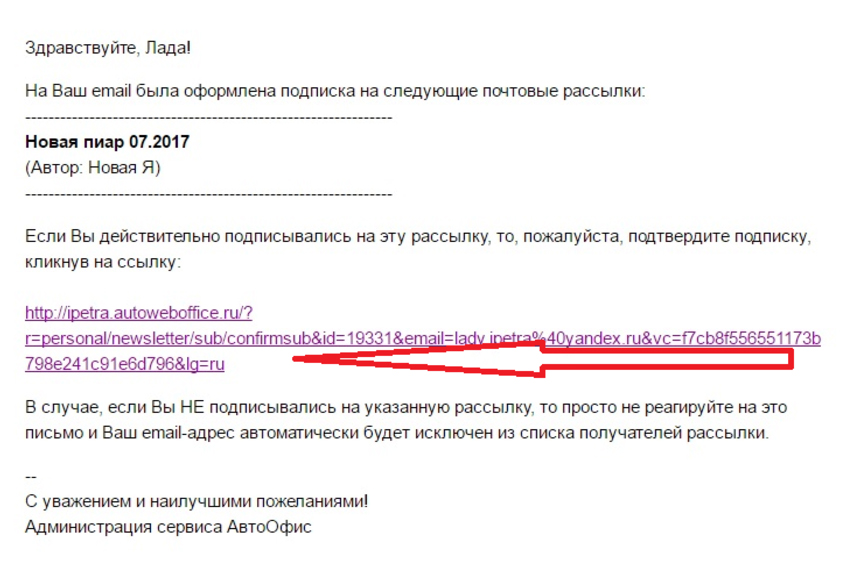 Здравствуйте, Лада!
На Ваш email была оформлена подписка на следующие почтовые рассылки:
----------------------------------------------------------------
Новая пиар 07.2017
(Автор: Новая Я)
----------------------------------------------------------------
Если Вы действительно подписывались на эту рассылку, то, пожалуйста, подтвердите подписку,
кликнув на ссылку:
http://ipetra.autoweboffice.ru/?
r=personal/newsletter/sub/confirmsub&id=19331&email=lady.ipetra%40yandex.ru&vc=f7cb8f556551173b
798e241c91e6d796&lg=ru
В случае, если Вы НЕ подписывались на указанную рассылку, то просто не реагируйте на это
письмо и Ваш email-адрес автоматически будет исключен из списка получателей рассылки.
--
С уважением и наилучшими пожеланиями!
Администрация сервиса АвтоОфис